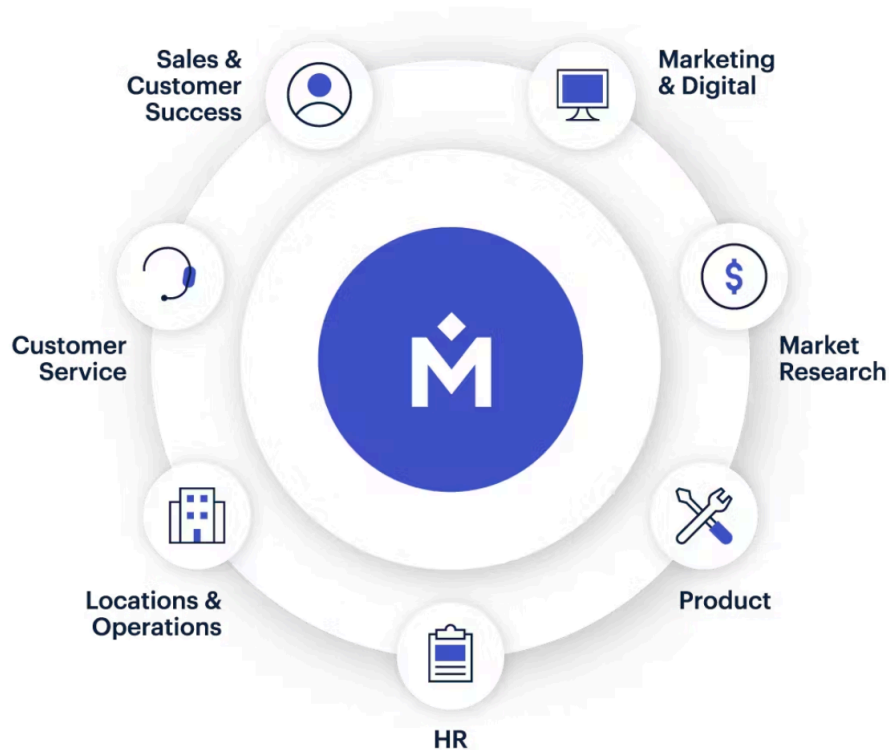 Sales &
Customer
Success
Marketing
& Digital
$
Customer
Service
Market
Research
M
Locations &
Operations
Product
HR